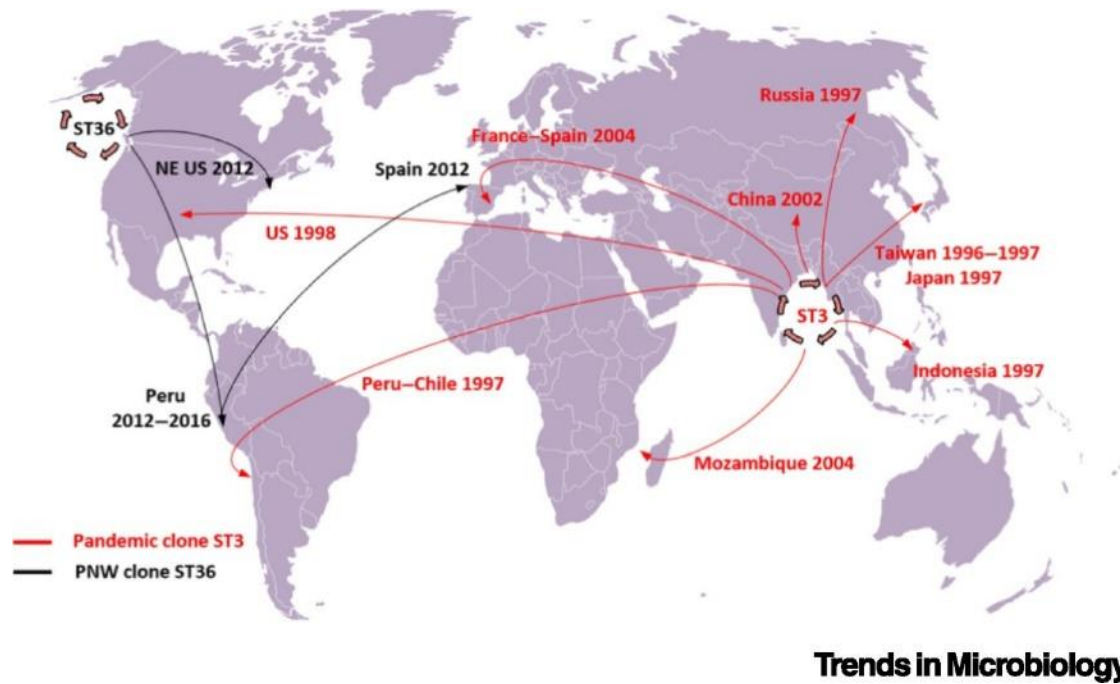 Russia 1997
ST36
France–Spain 2004
NE US 2012
Spain 2012
China 2002
US 1998
Taiwan 1996–1997
Japan 1997
ST3
Indonesia 1997
Peru–Chile 1997
Peru
2012–2016
Mozambique 2004
Pandemic clone ST3
PNW clone ST36
Trends in Microbiology